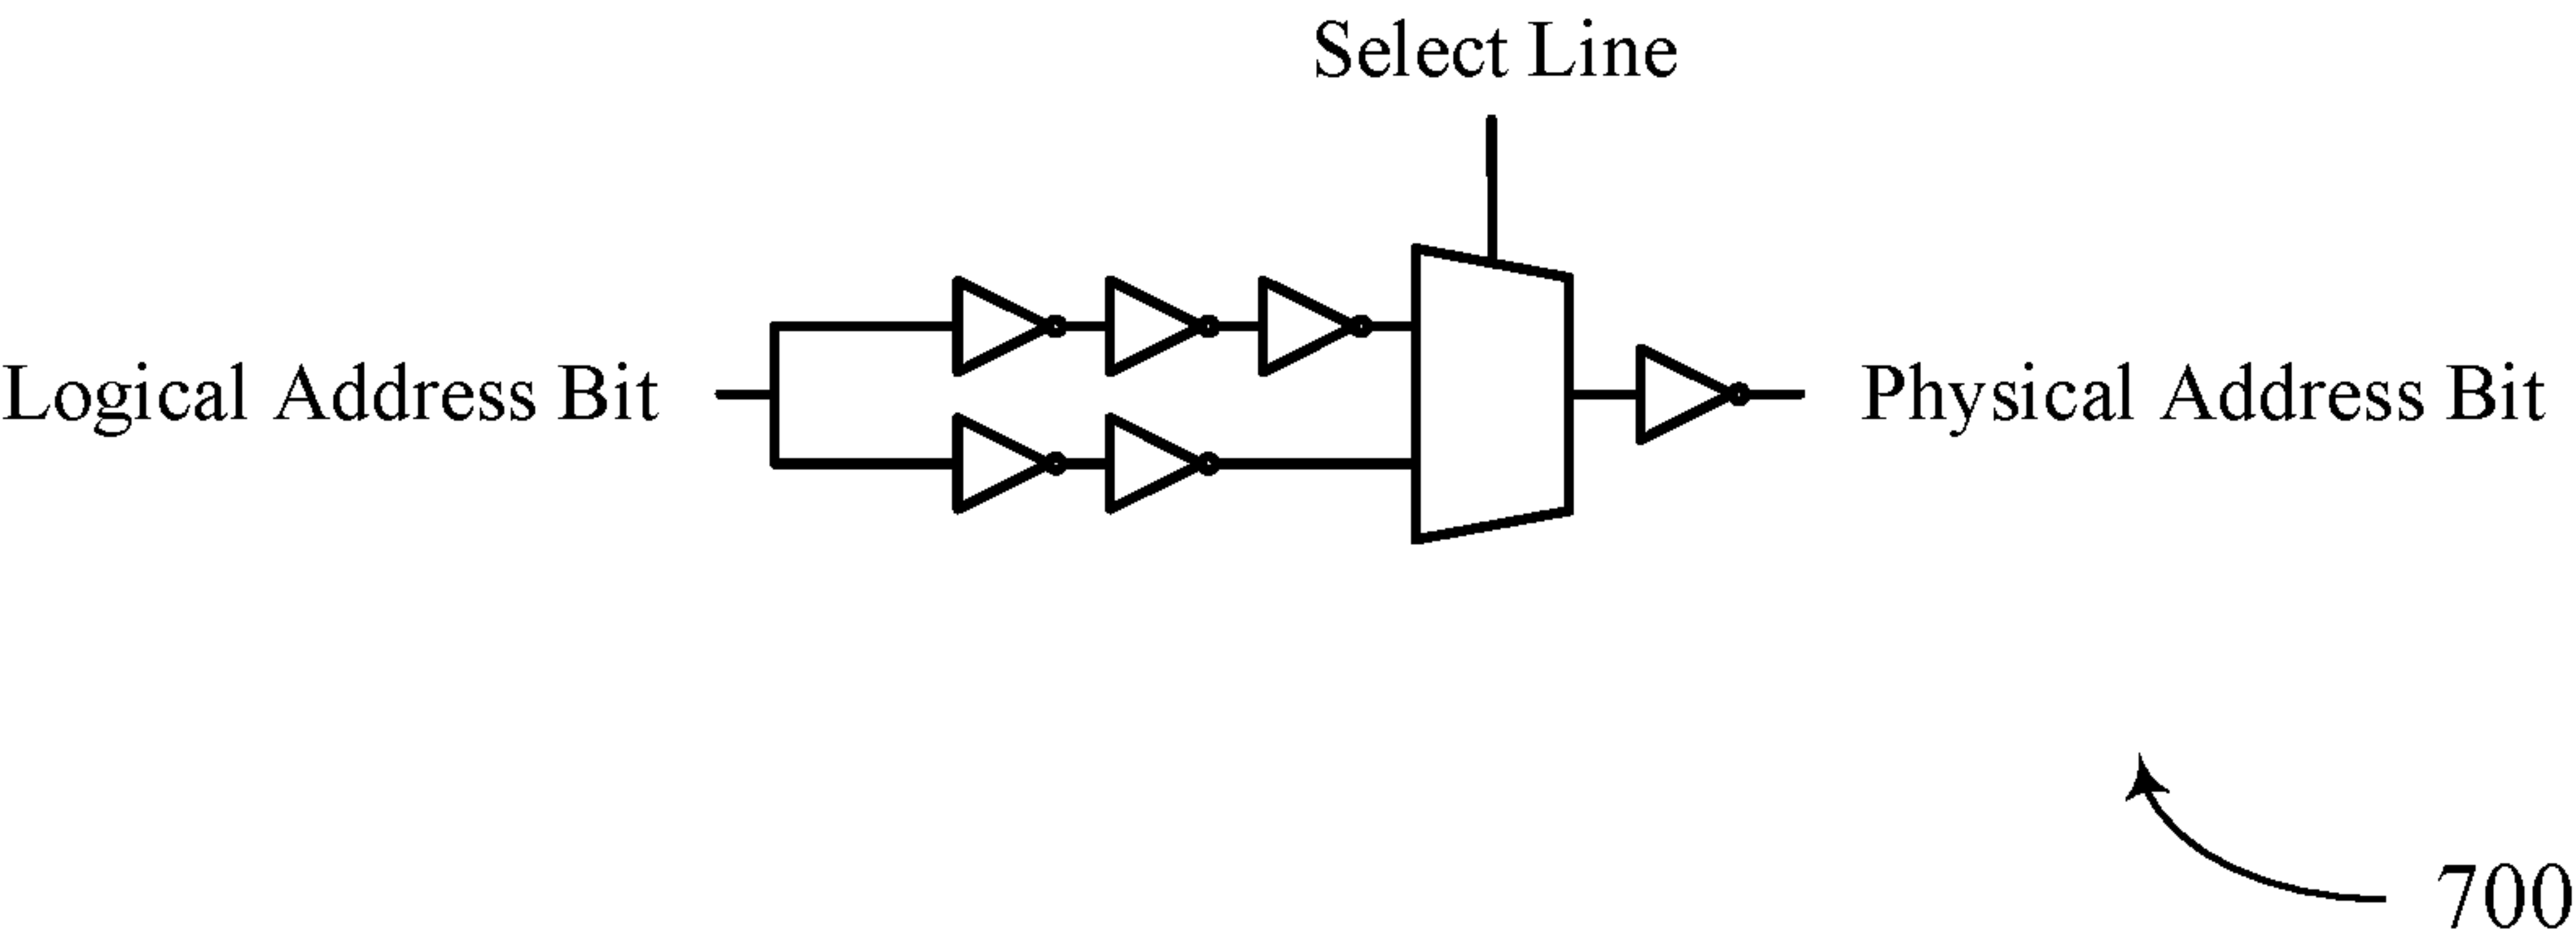 Select Line
Logical Address Bit
Physical Address Bit
700